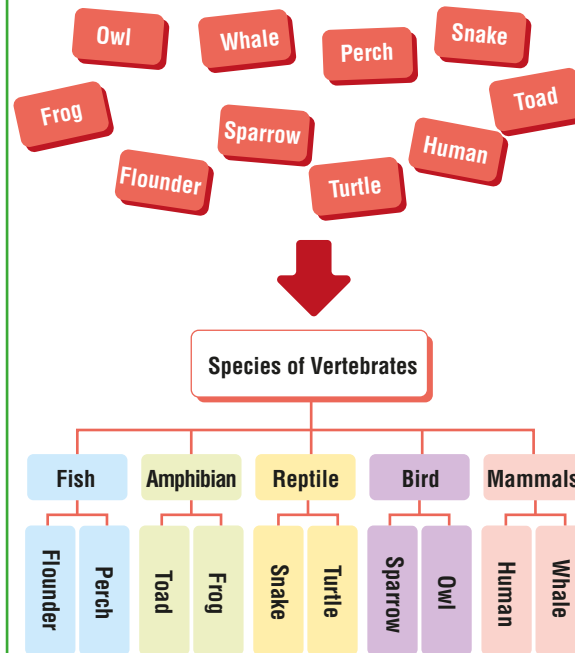 Owl
Whale
Perch
Snake
Frog
Sparrow
Human
Toad
Flounder
Turtle
Species of Vertebrates
Fish
Amphibian
Reptile
Bird
Mammals
Flounder
Perch
Toad
Frog
Snake
Turtle
Sparrow
Owl
Human
Whale